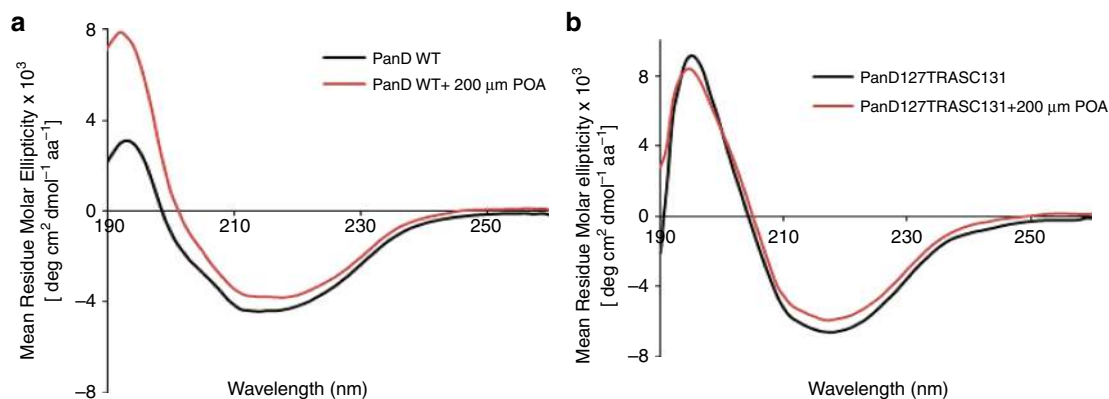 a
Mean Residue Molar Ellipticity x 10³
[ deg cm² dmol⁻¹ aa⁻¹]
8
4
0
−4
−8
190
210
230
250
PanD WT
PanD WT+ 200 μm POA
Wavelength (nm)
b
Mean Residue Molar ellipticity x 10³
[ deg cm² dmol⁻¹ aa⁻¹]
8
4
0
−4
−8
190
210
230
250
PanD127TRASC131
PanD127TRASC131+200 μm POA
Wavelength (nm)